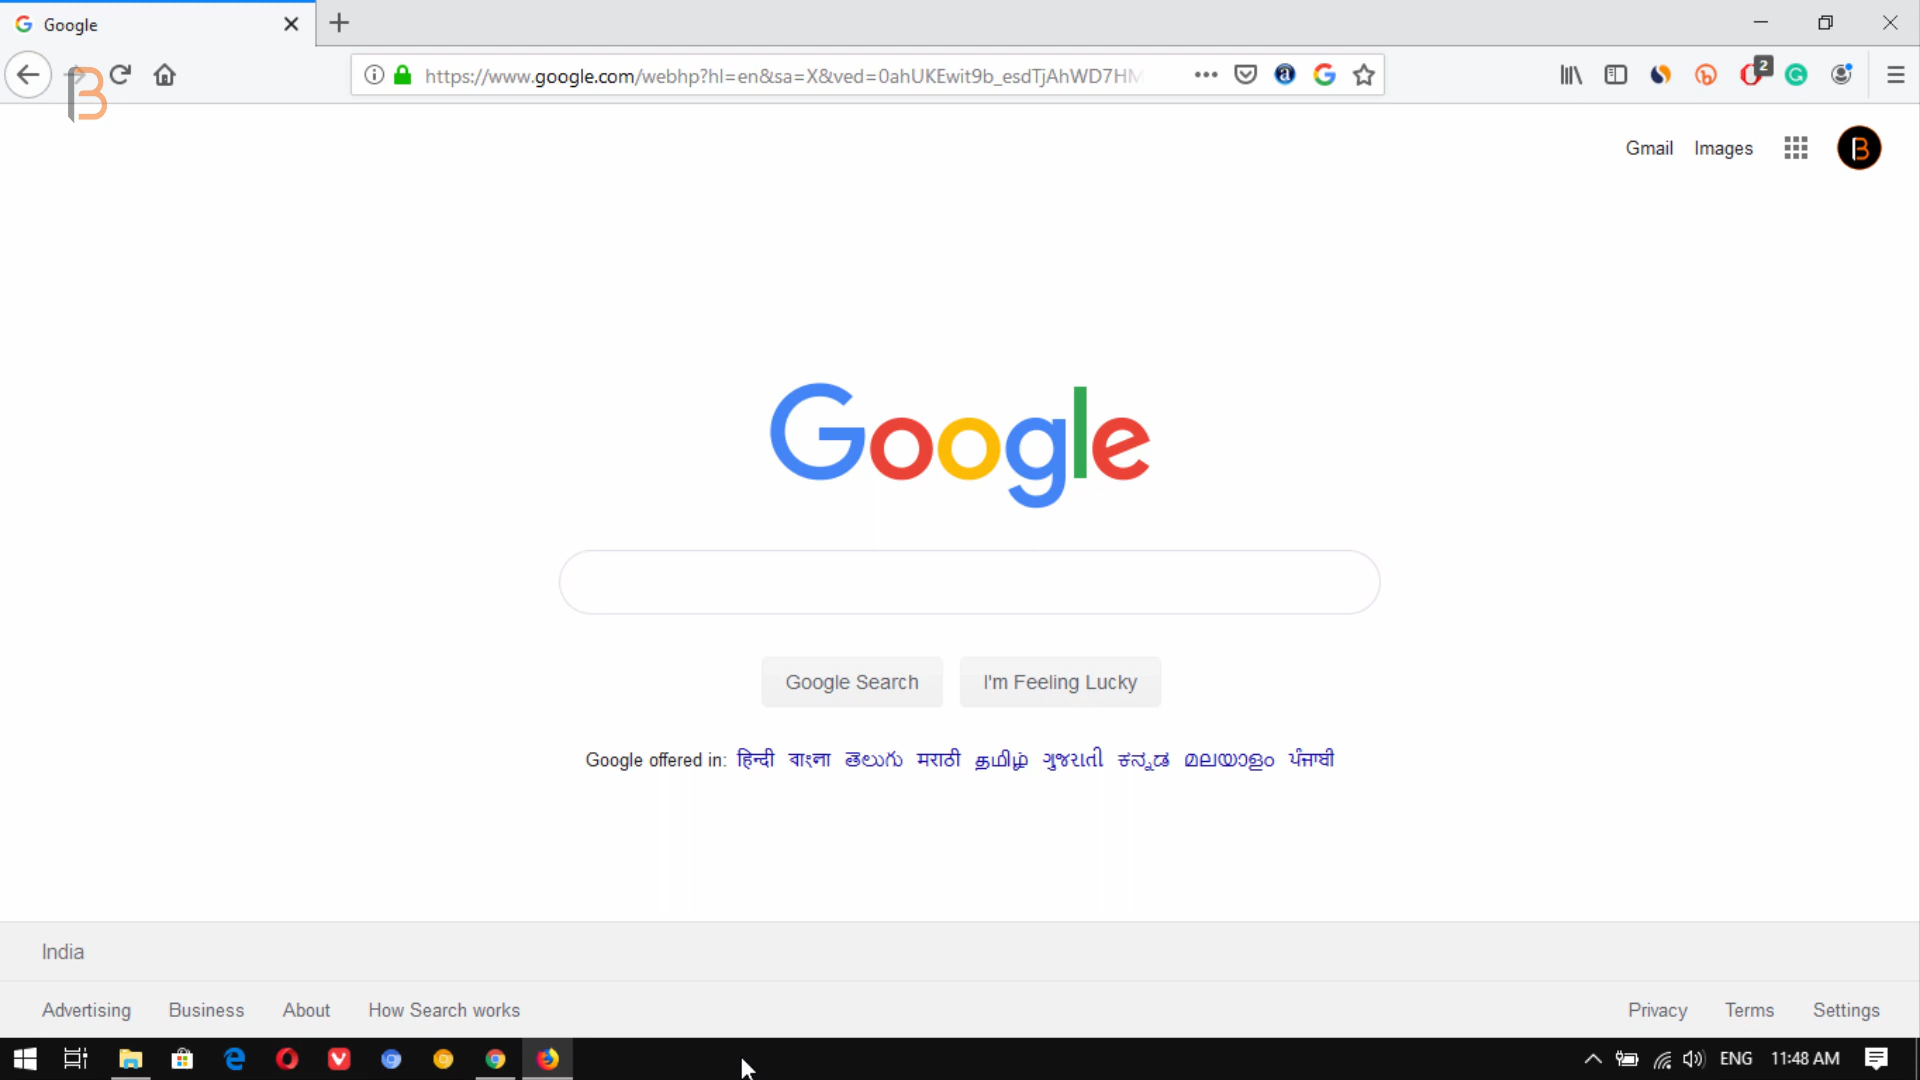 Google
https://www.google.com/webhp?hl=en&sa=X&ved=0ahUKEwit9b_esdTjAhWD7HM
2
Gmail Images
Google
Google Search I'm Feeling Lucky
Google offered in: हिन्दी বাংলা తెలుగు मराठी தமிழ் ગુજરાતી ಕನ್ನಡ മലയാളം ਪੰਜਾਬੀ
India
Advertising Business About How Search works Privacy Terms Settings
ENG 11:48 AM